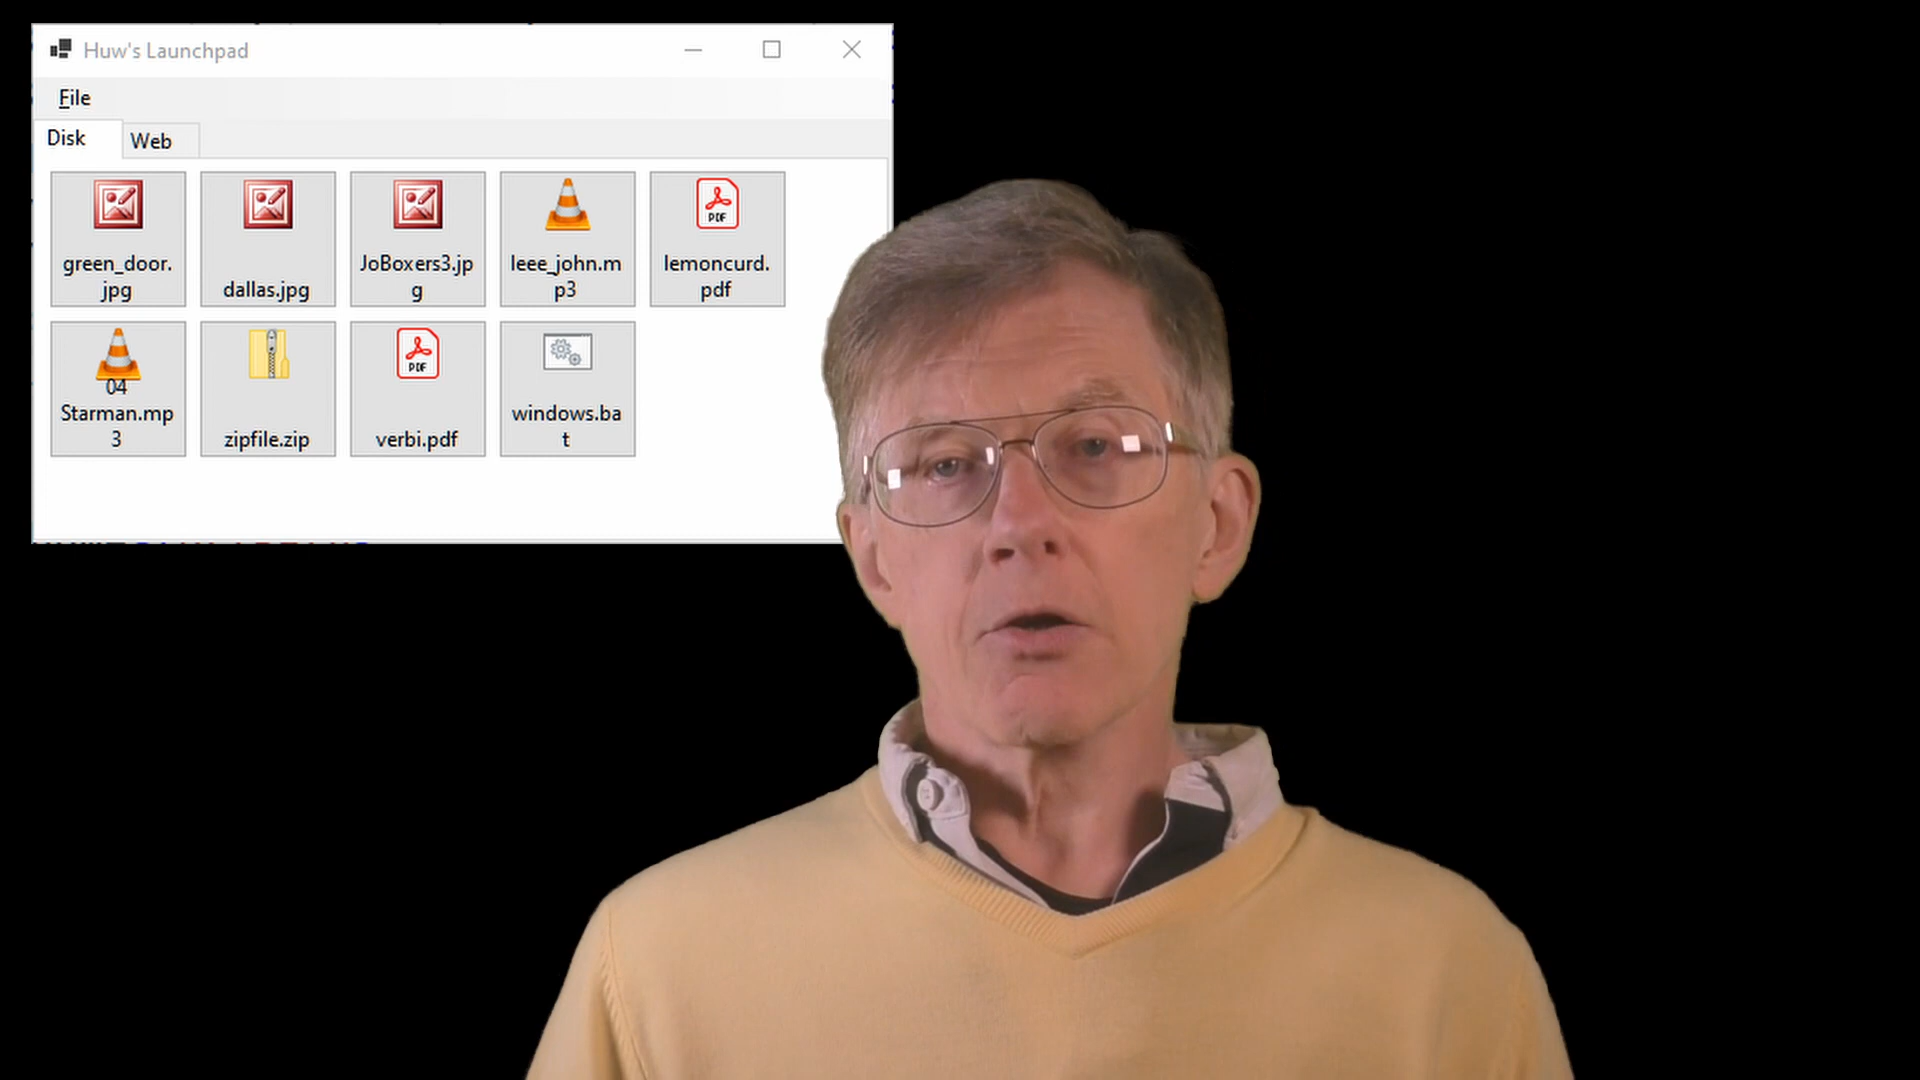 Huw's Launchpad
File
Disk
Web
green_door.
jpg
dallas.jpg
JoBoxers3.jp
g
leee_john.m
p3
PDF
lemoncurd.
pdf
04
Starman.mp
3
zipfile.zip
PDF
verbi.pdf
windows.ba
t